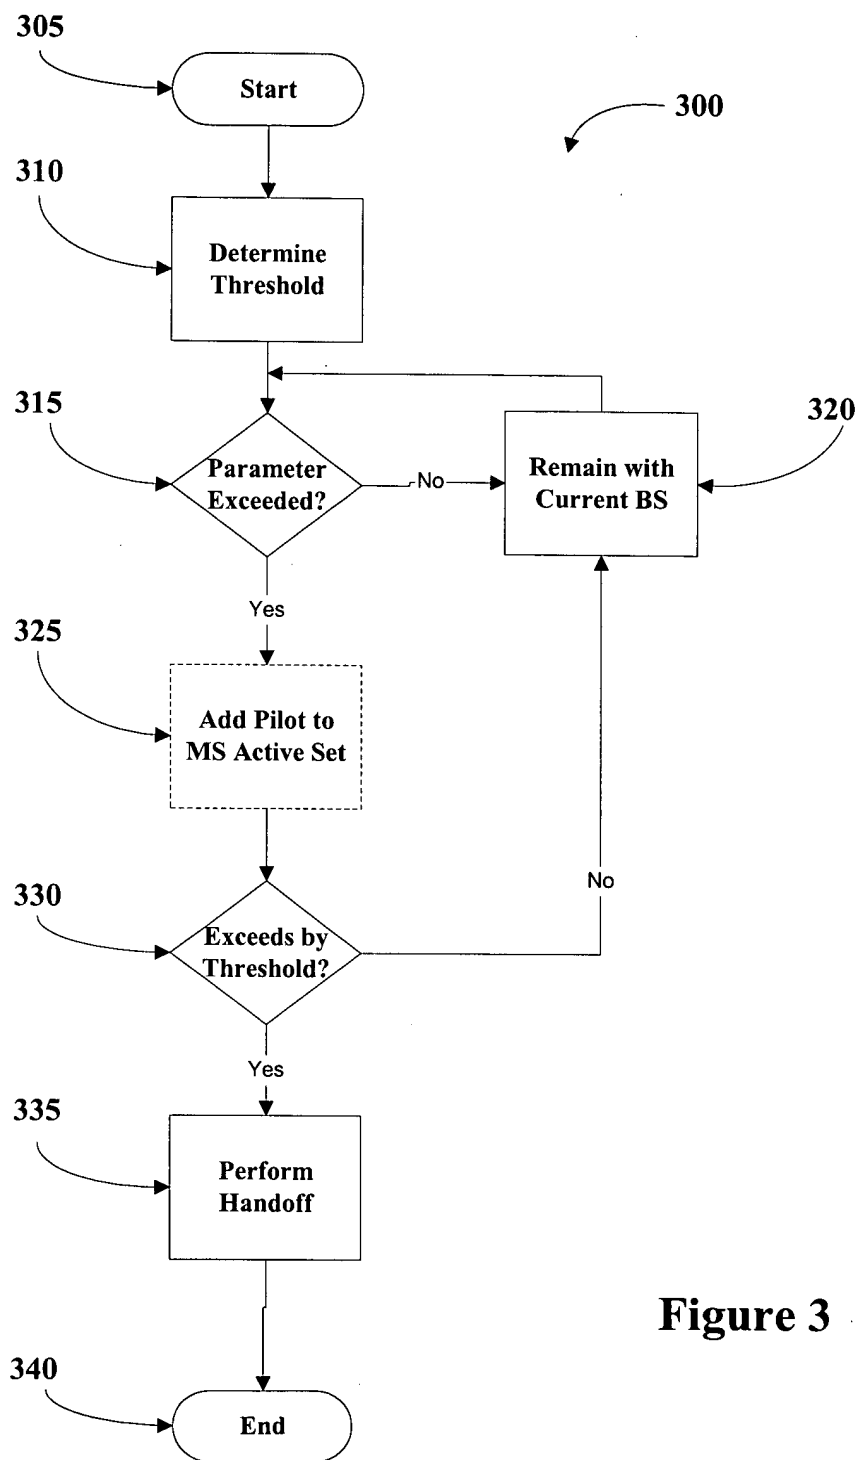 305
Start
300
310
Determine
Threshold
315
Parameter
Exceeded?
No
Remain with
Current BS
320
Yes
325
Add Pilot to
MS Active Set
330
Exceeds by
Threshold?
No
Yes
335
Perform
Handoff
Figure 3
340
End